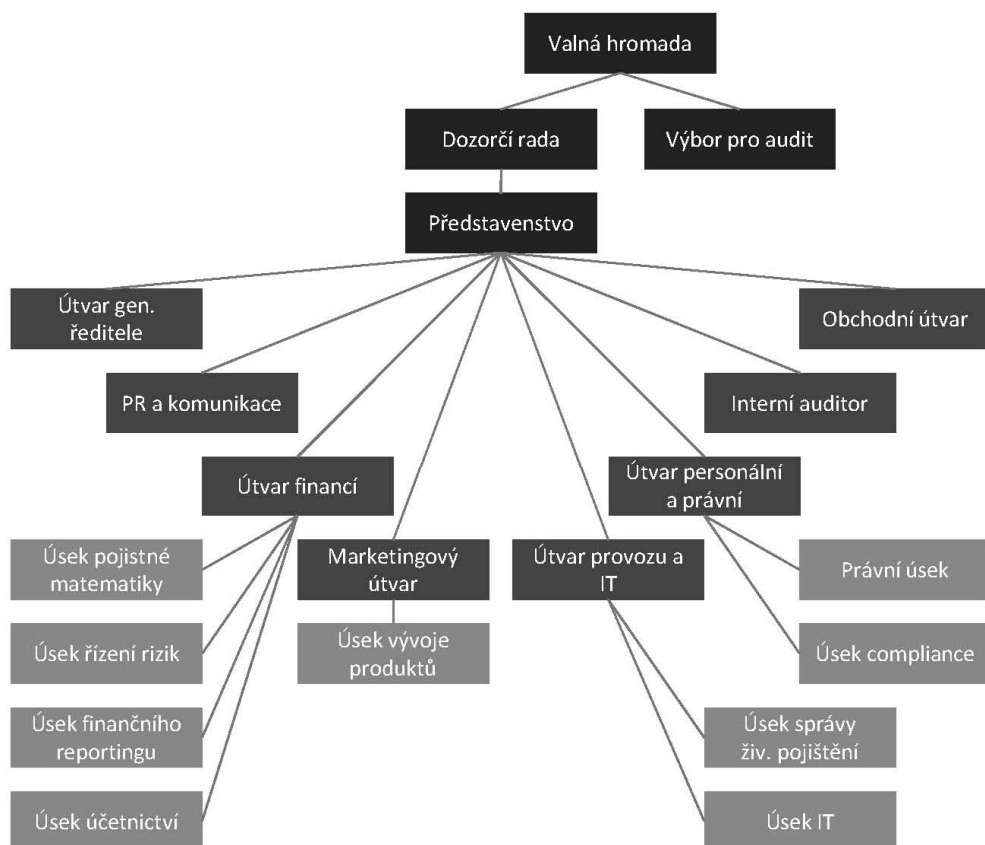 Valná hromada
Dozorčí rada
Výbor pro audit
Představenstvo
Útvar gen.
ředitele
Obchodní útvar
PR a komunikace
Interní auditor
Útvar financí
Útvar personální
a právní
Úsek pojistné
matematiky
Marketingový
útvar
Útvar provozu a
IT
Právní úsek
Úsek řízení rizik
Úsek vývoje
produktů
Úsek compliance
Úsek finančního
reportingu
Úsek správy
živ. pojištění
Úsek účetnictví
Úsek IT